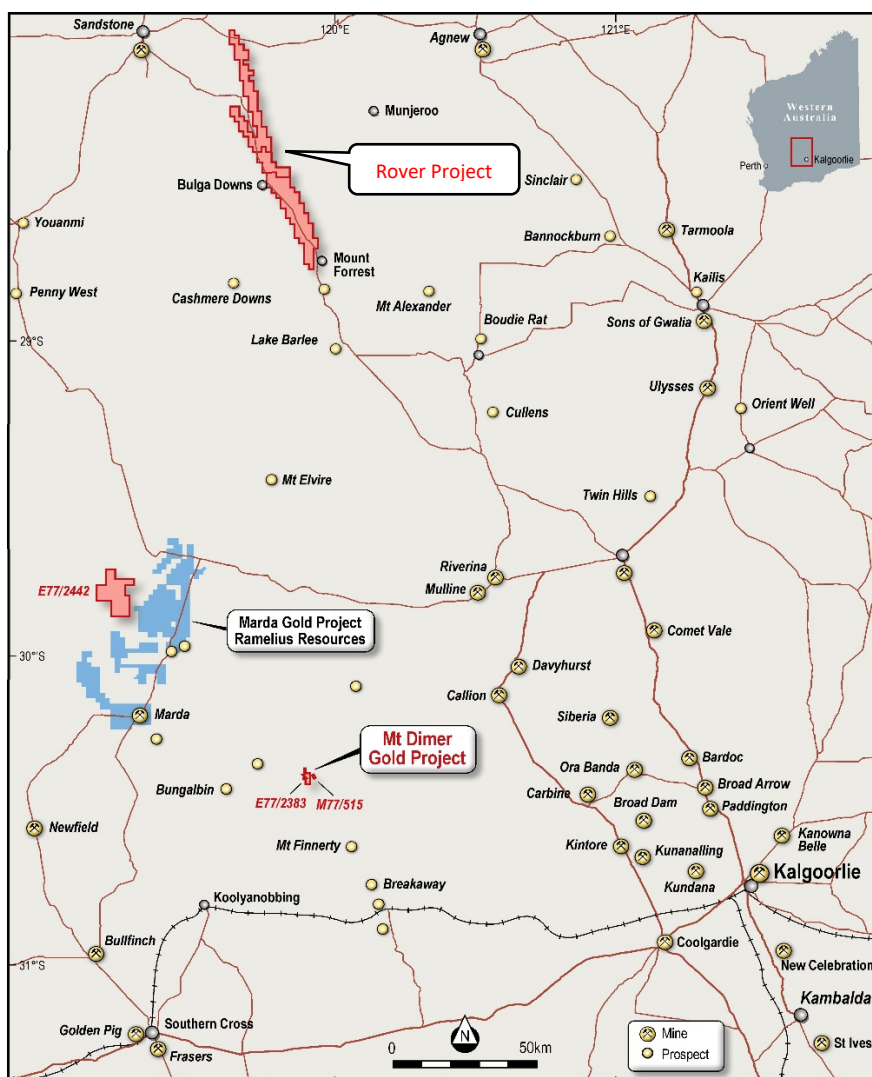 Sandstone
120°E
Agnew
121°E
Munjeroo
Western
Australia
Perth
Kalgoorlie
Rover Project
Bulga Downs
Sinclair
Youanmi
Bannockburn
Tarmoola
Mount
Forrest
Penny West
Cashmere Downs
Mt Alexander
Kailis
Boudie Rat
Sons of Gwalia
29°S
Lake Barlee
Ulysses
Cullens
Orient Well
Mt Elvire
Twin Hills
E77/2442
Riverina
Mulline
Marda Gold Project
Ramelius Resources
Comet Vale
30°S
Davyhurst
Callion
Marda
Siberia
Mt Dimer
Gold Project
Bardoc
Ora Banda
Bungalbin
E77/2383
M77/515
Carbine
Broad Arrow
Broad Dam
Paddington
Newfield
Kanowna
Belle
Mt Finnerty
Kintore
Kunanalling
Kundana
Kalgoorlie
Breakaway
Koolyanobbing
Bullfinch
Coolgardie
31°S
New Celebration
Kambalda
Golden Pig
Southern Cross
Frasers
N
0
50km
Mine
Prospect
St Ives